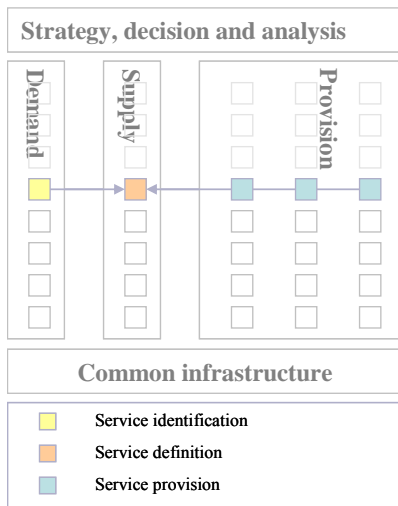 Strategy, decision and analysis
Demand
Supply
Provision
Common infrastructure
Service identification
Service definition
Service provision